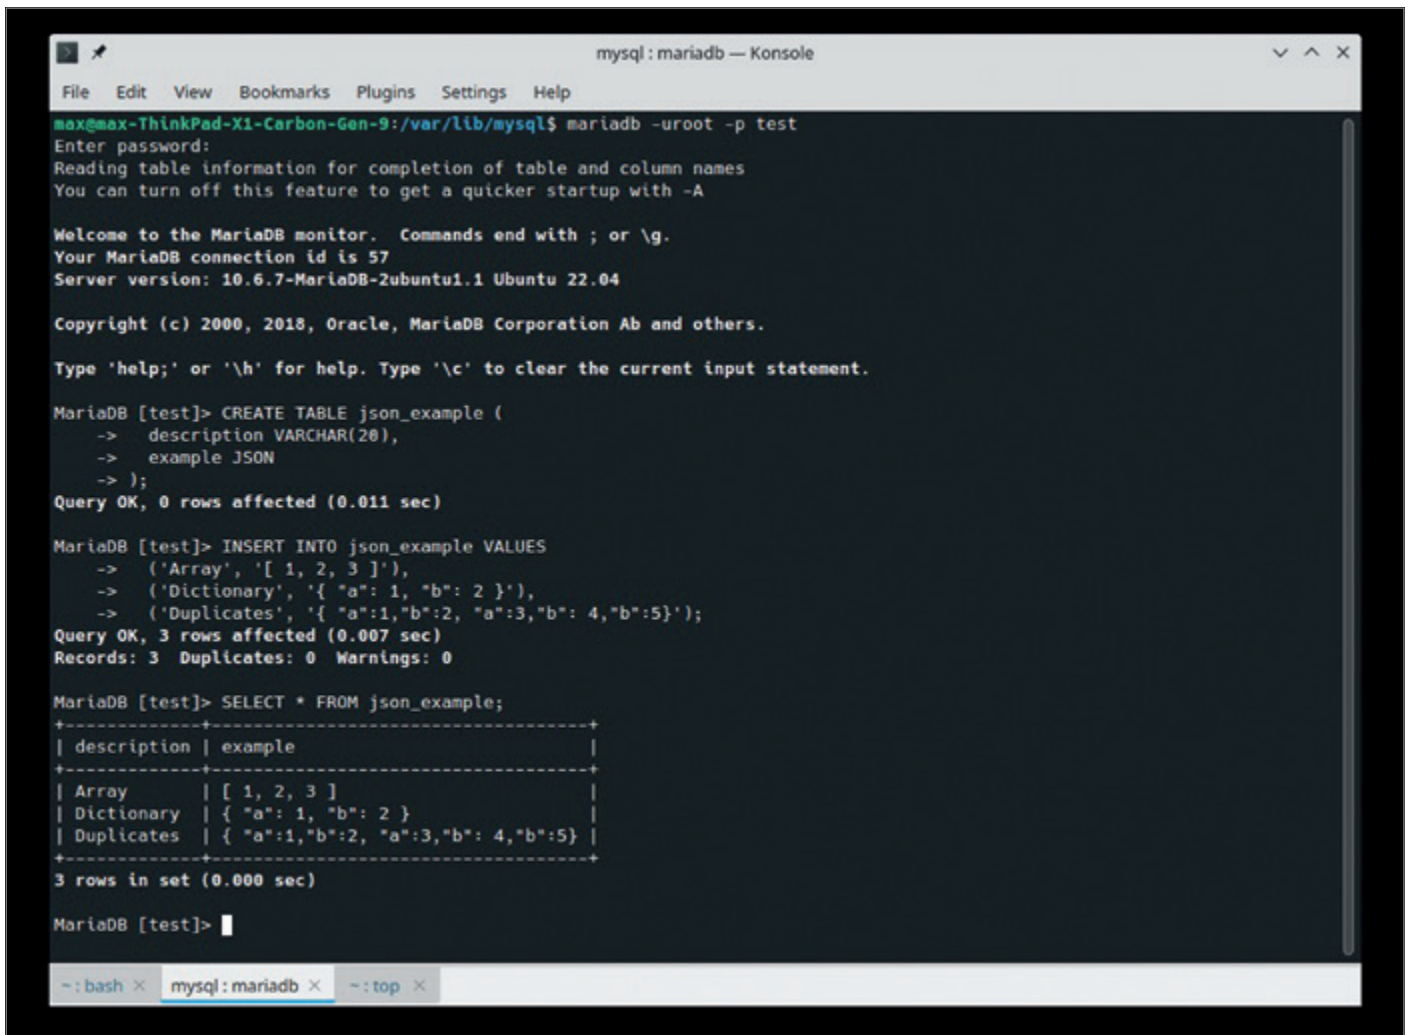 mysql : mariadb — Konsole
File Edit View Bookmarks Plugins Settings Help
max@max-ThinkPad-X1-Carbon-Gen-9:/var/lib/mysql$ mariadb -uroot -p test
Enter password:
Reading table information for completion of table and column names
You can turn off this feature to get a quicker startup with -A
Welcome to the MariaDB monitor.  Commands end with ; or \g.
Your MariaDB connection id is 57
Server version: 10.6.7-MariaDB-2ubuntu1.1 Ubuntu 22.04
Copyright (c) 2000, 2018, Oracle, MariaDB Corporation Ab and others.
Type 'help;' or '\h' for help. Type '\c' to clear the current input statement.
MariaDB [test]> CREATE TABLE json_example (
    ->   description VARCHAR(20),
    ->   example JSON
    -> );
Query OK, 0 rows affected (0.011 sec)
MariaDB [test]> INSERT INTO json_example VALUES
    ->   ('Array', '[ 1, 2, 3 ]'),
    ->   ('Dictionary', '{ "a": 1, "b": 2 }'),
    ->   ('Duplicates', '{ "a":1,"b":2, "a":3,"b": 4,"b":5}');
Query OK, 3 rows affected (0.007 sec)
Records: 3  Duplicates: 0  Warnings: 0
MariaDB [test]> SELECT * FROM json_example;
+-------------+------------------------------------+
| description | example                            |
+-------------+------------------------------------+
| Array       | [ 1, 2, 3 ]                        |
| Dictionary  | { "a": 1, "b": 2 }                 |
| Duplicates  | { "a":1,"b":2, "a":3,"b": 4,"b":5} |
+-------------+------------------------------------+
3 rows in set (0.000 sec)
MariaDB [test]>
~ : bash mysql : mariadb ~ : top